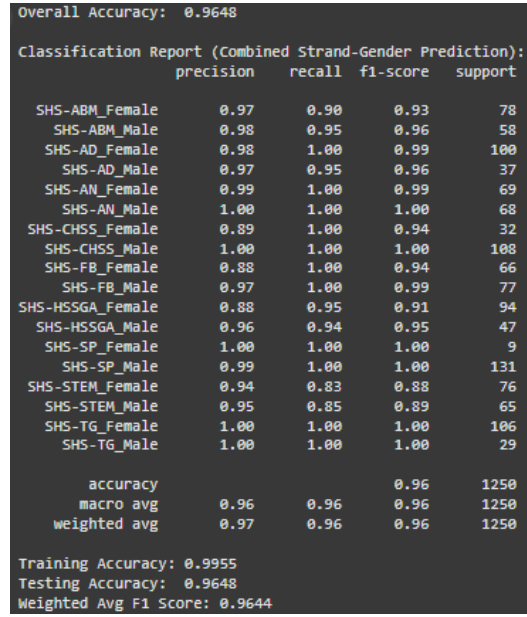 Overall Accuracy:  0.9648
Classification Report (Combined Strand-Gender Prediction):
precision    recall  f1-score   support
SHS-ABM_Female       0.97      0.90      0.93        78
SHS-ABM_Male       0.98      0.95      0.96        58
SHS-AD_Female       0.98      1.00      0.99       100
SHS-AD_Male       0.97      0.95      0.96        37
SHS-AN_Female       0.99      1.00      0.99        69
SHS-AN_Male       1.00      1.00      1.00        68
SHS-CHSS_Female       0.89      1.00      0.94        32
SHS-CHSS_Male       1.00      1.00      1.00       108
SHS-FB_Female       0.88      1.00      0.94        66
SHS-FB_Male       0.97      1.00      0.99        77
SHS-HSSGA_Female       0.88      0.95      0.91        94
SHS-HSSGA_Male       0.96      0.94      0.95        47
SHS-SP_Female       1.00      1.00      1.00         9
SHS-SP_Male       0.99      1.00      1.00       131
SHS-STEM_Female       0.94      0.83      0.88        76
SHS-STEM_Male       0.95      0.85      0.89        65
SHS-TG_Female       1.00      1.00      1.00       106
SHS-TG_Male       1.00      1.00      1.00        29
accuracy                           0.96      1250
macro avg       0.96      0.96      0.96      1250
weighted avg       0.97      0.96      0.96      1250
Training Accuracy: 0.9955
Testing Accuracy:  0.9648
Weighted Avg F1 Score: 0.9644